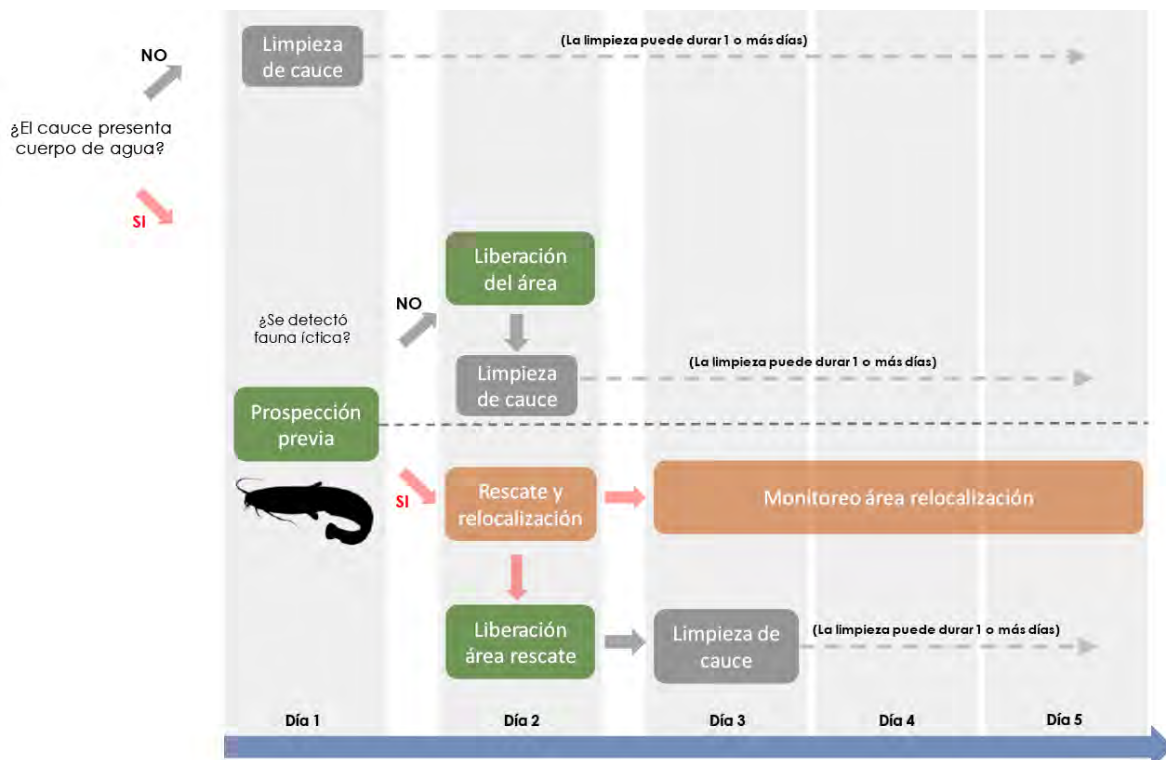 Limpieza
de cauce
(La limpieza puede durar 1 o más días)
NO
¿El cauce presenta
cuerpo de agua?
SI
Liberación
del área
NO
¿Se detectó
fauna íctica?
Limpieza
de cauce
(La limpieza puede durar 1 o más días)
Prospección
previa
SI
Rescate y
relocalización
Monitoreo área relocalización
Liberación
área rescate
Limpieza de
cauce
(La limpieza puede durar 1 o más días)
Día 1
Día 2
Día 3
Día 4
Día 5